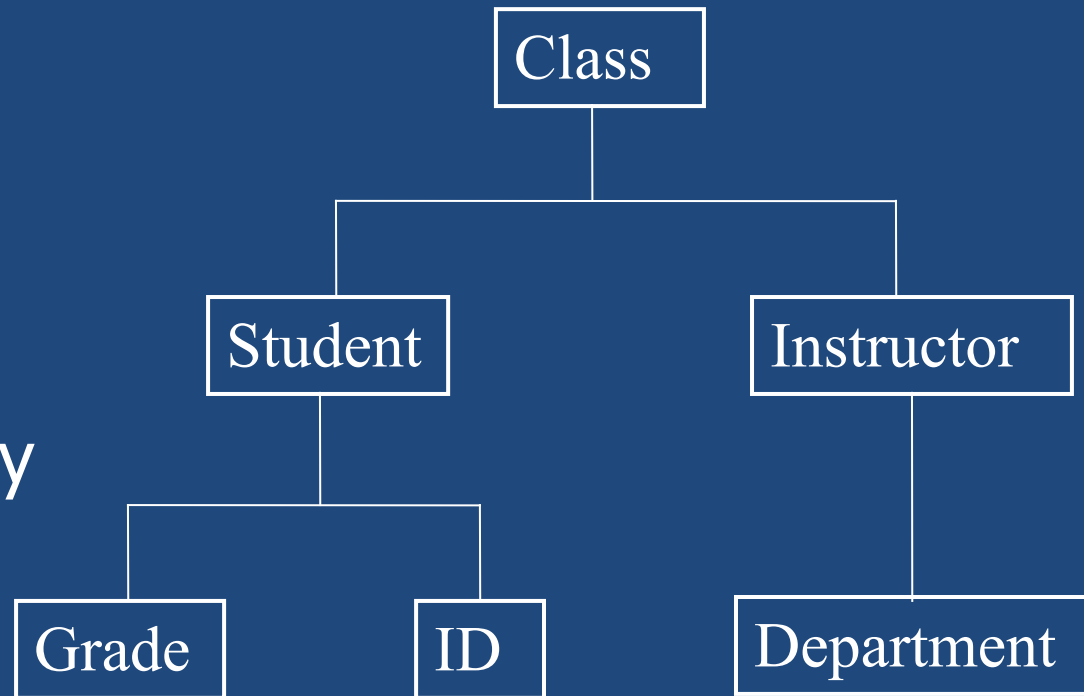 Class
Student
Instructor
y
Grade
ID
Department